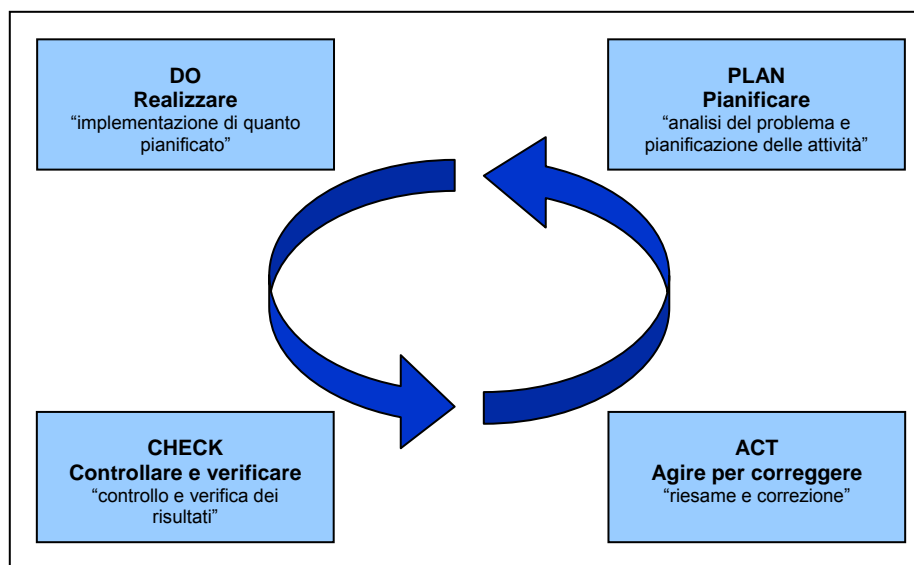 DO
Realizzare
“implementazione di quanto
pianificato”
PLAN
Pianificare
“analisi del problema e
pianificazione delle attività”
CHECK
Controllare e verificare
“controllo e verifica dei
risultati”
ACT
Agire per correggere
“riesame e correzione”